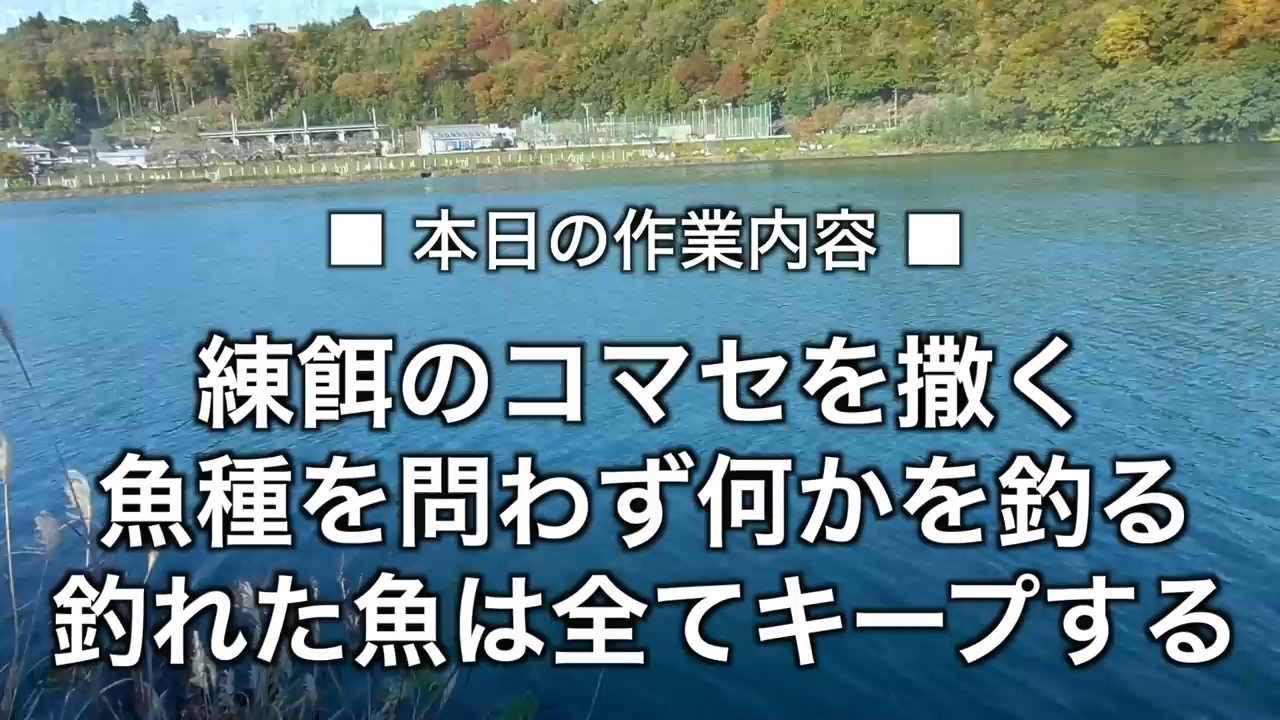 ■ 本日の作業内容 ■
練餌のコマセを撒く
魚種を問わず何かを釣る
釣れた魚は全てキープする